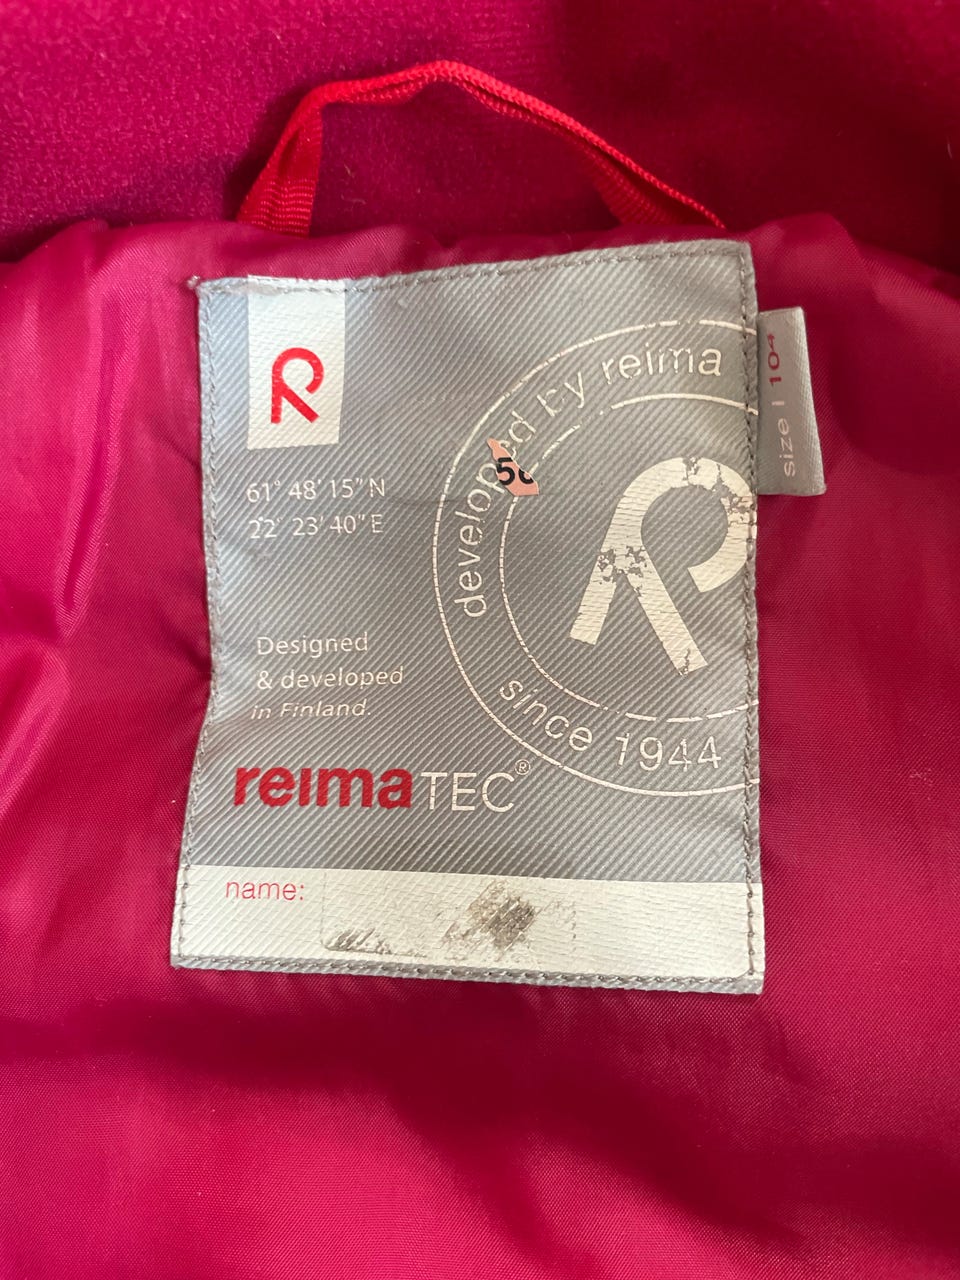 R
61° 48' 15" N
22° 23' 40" E
developed by reima
since 1944
R
Designed
& developed
in Finland.
reimaTEC®
name:
size | 104